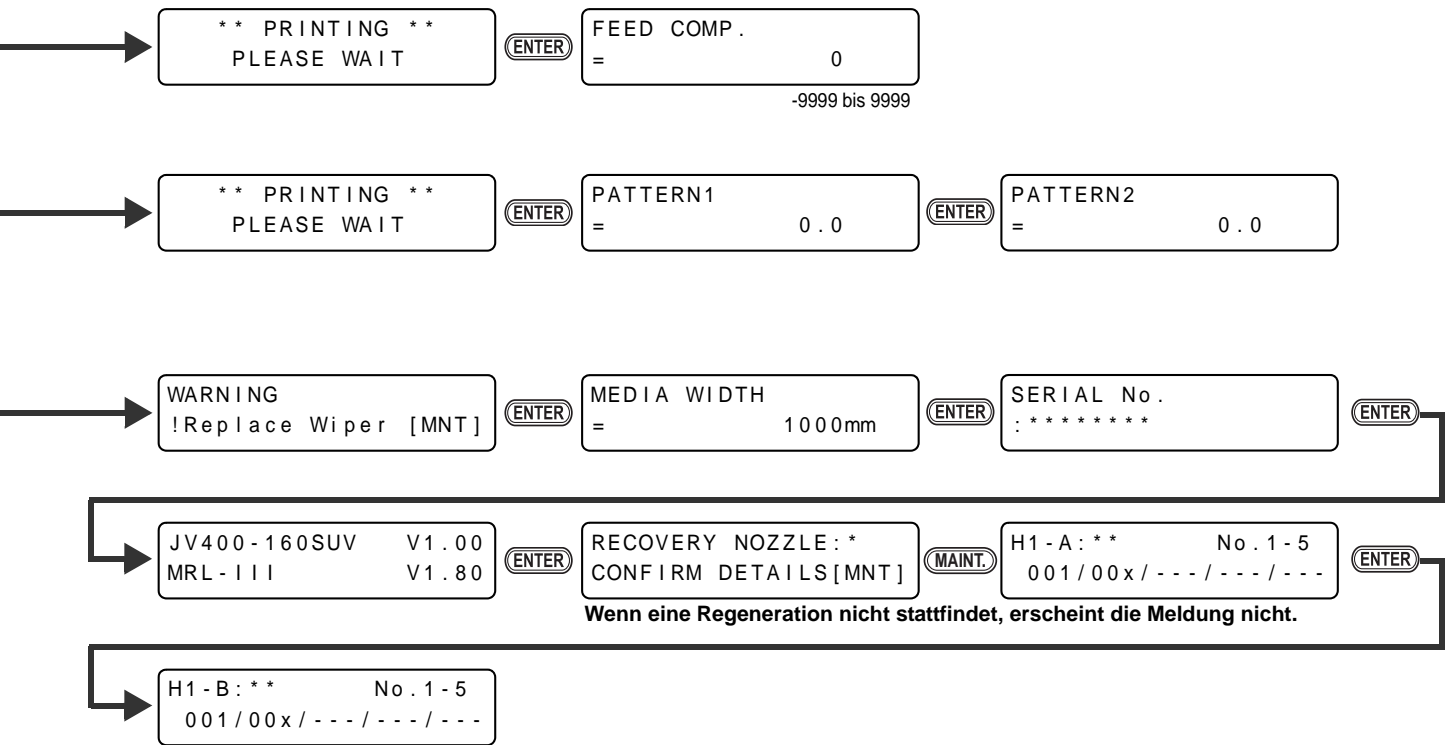 ** PRINTING **
PLEASE WAIT
ENTER
FEED COMP.
= 0
-9999 bis 9999
** PRINTING **
PLEASE WAIT
ENTER
PATTERN1
= 0.0
ENTER
PATTERN2
= 0.0
WARNING
!Replace Wiper [MNT]
ENTER
MEDIA WIDTH
= 1000mm
ENTER
SERIAL No.
:********
ENTER
JV400-160SUV V1.00
MRL-III V1.80
ENTER
RECOVERY NOZZLE:*
CONFIRM DETAILS[MNT]
MAINT.
H1-A:** No.1-5
001/00x/---/---/---
ENTER
Wenn eine Regeneration nicht stattfindet, erscheint die Meldung nicht.
H1-B:** No.1-5
001/00x/---/---/---